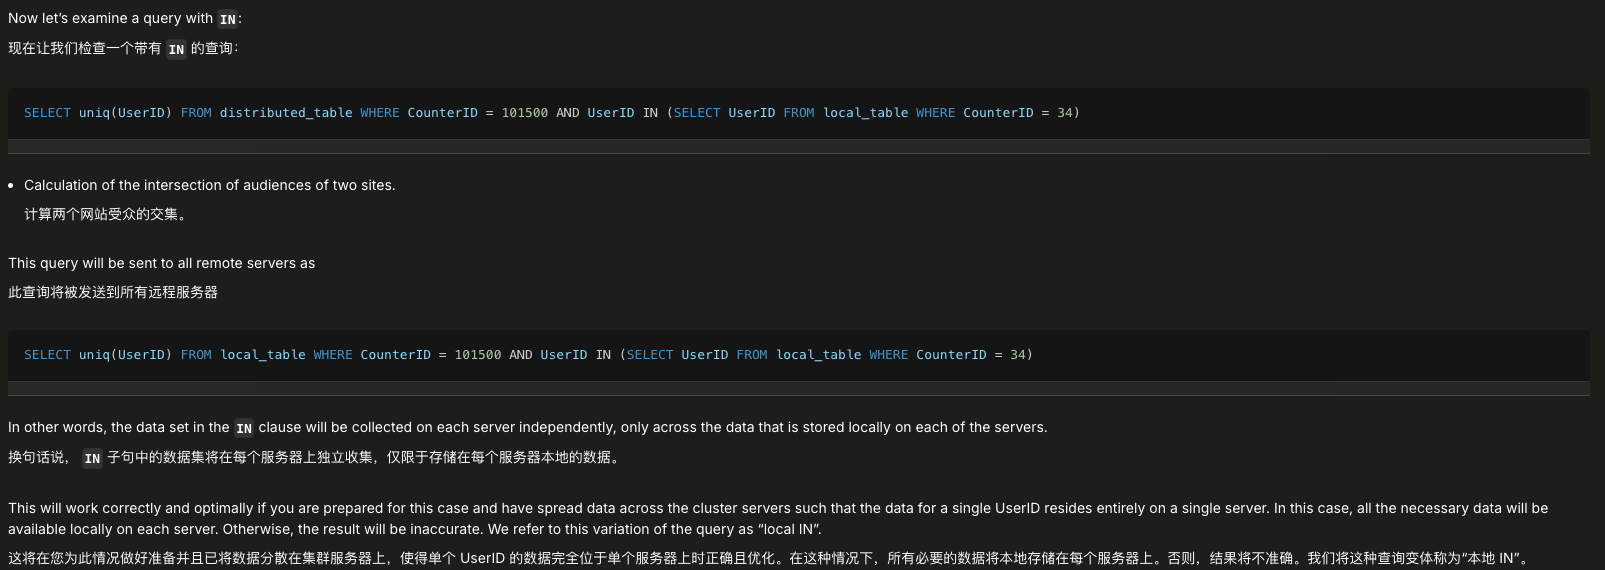 Now let’s examine a query with IN:
现在让我们检查一个带有 IN 的查询：
SELECT uniq(UserID) FROM distributed_table WHERE CounterID = 101500 AND UserID IN (SELECT UserID FROM local_table WHERE CounterID = 34)
• Calculation of the intersection of audiences of two sites.
计算两个网站受众的交集。
This query will be sent to all remote servers as
此查询将被发送到所有远程服务器
SELECT uniq(UserID) FROM local_table WHERE CounterID = 101500 AND UserID IN (SELECT UserID FROM local_table WHERE CounterID = 34)
In other words, the data set in the IN clause will be collected on each server independently, only across the data that is stored locally on each of the servers.
换句话说， IN 子句中的数据集将在每个服务器上独立收集，仅限于存储在每个服务器本地的数据。
This will work correctly and optimally if you are prepared for this case and have spread data across the cluster servers such that the data for a single UserID resides entirely on a single server. In this case, all the necessary data will be
available locally on each server. Otherwise, the result will be inaccurate. We refer to this variation of the query as “local IN”.
这将在您为此情况做好准备并且已将数据分散在集群服务器上，使得单个 UserID 的数据完全位于单个服务器上时正确且优化。在这种情况下，所有必要的数据将本地存储在每个服务器上。否则，结果将不准确。我们将这种查询变体称为“本地 IN”。